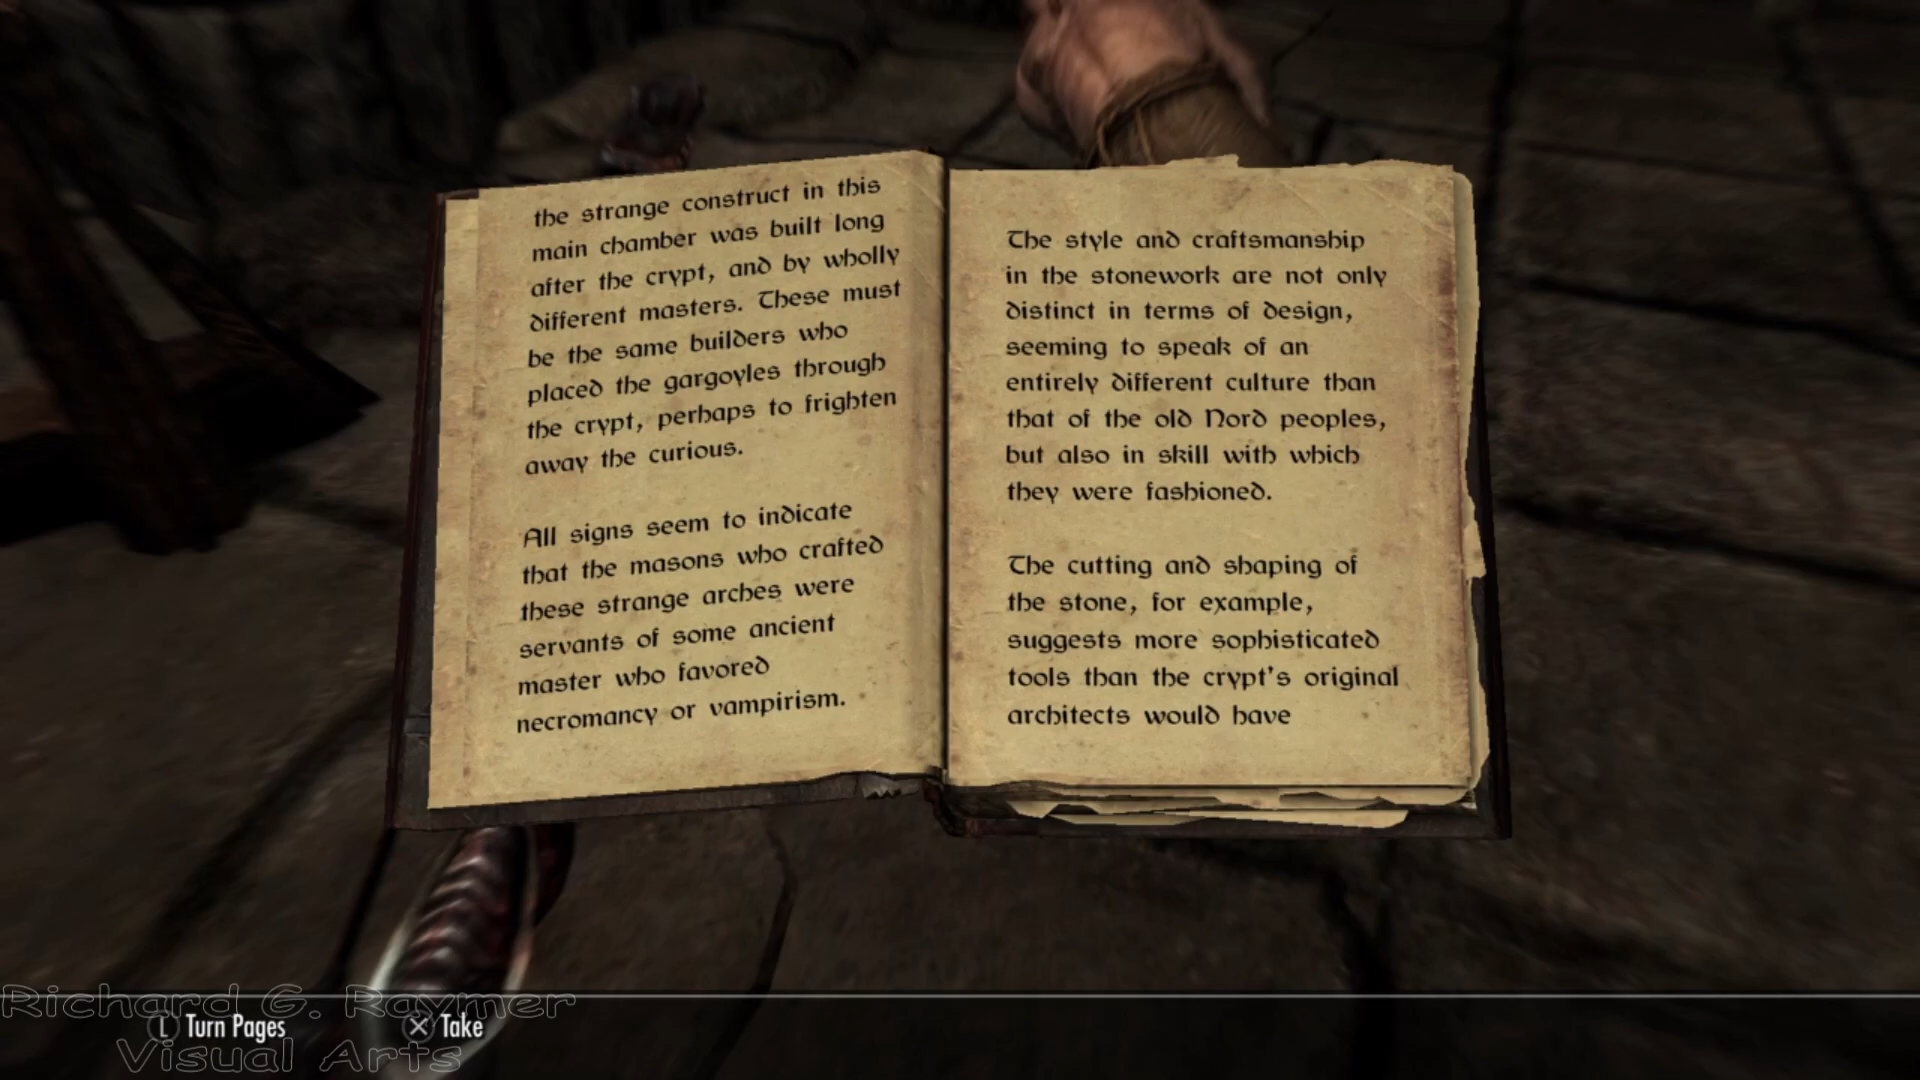 the strange construct in this
main chamber was built long
after the crypt, and by wholly
different masters. These must
be the same builders who
placed the gargoyles through
the crypt, perhaps to frighten
away the curious.
All signs seem to indicate
that the masons who crafted
these strange arches were
servants of some ancient
master who favored
necromancy or vampirism.
The style and craftsmanship
in the stonework are not only
distinct in terms of design,
seeming to speak of an
entirely different culture than
that of the old Nord peoples,
but also in skill with which
they were fashioned.
The cutting and shaping of
the stone, for example,
suggests more sophisticated
tools than the crypt's original
architects would have
Richard G. Raymer
L Turn Pages X Take
Visual Arts